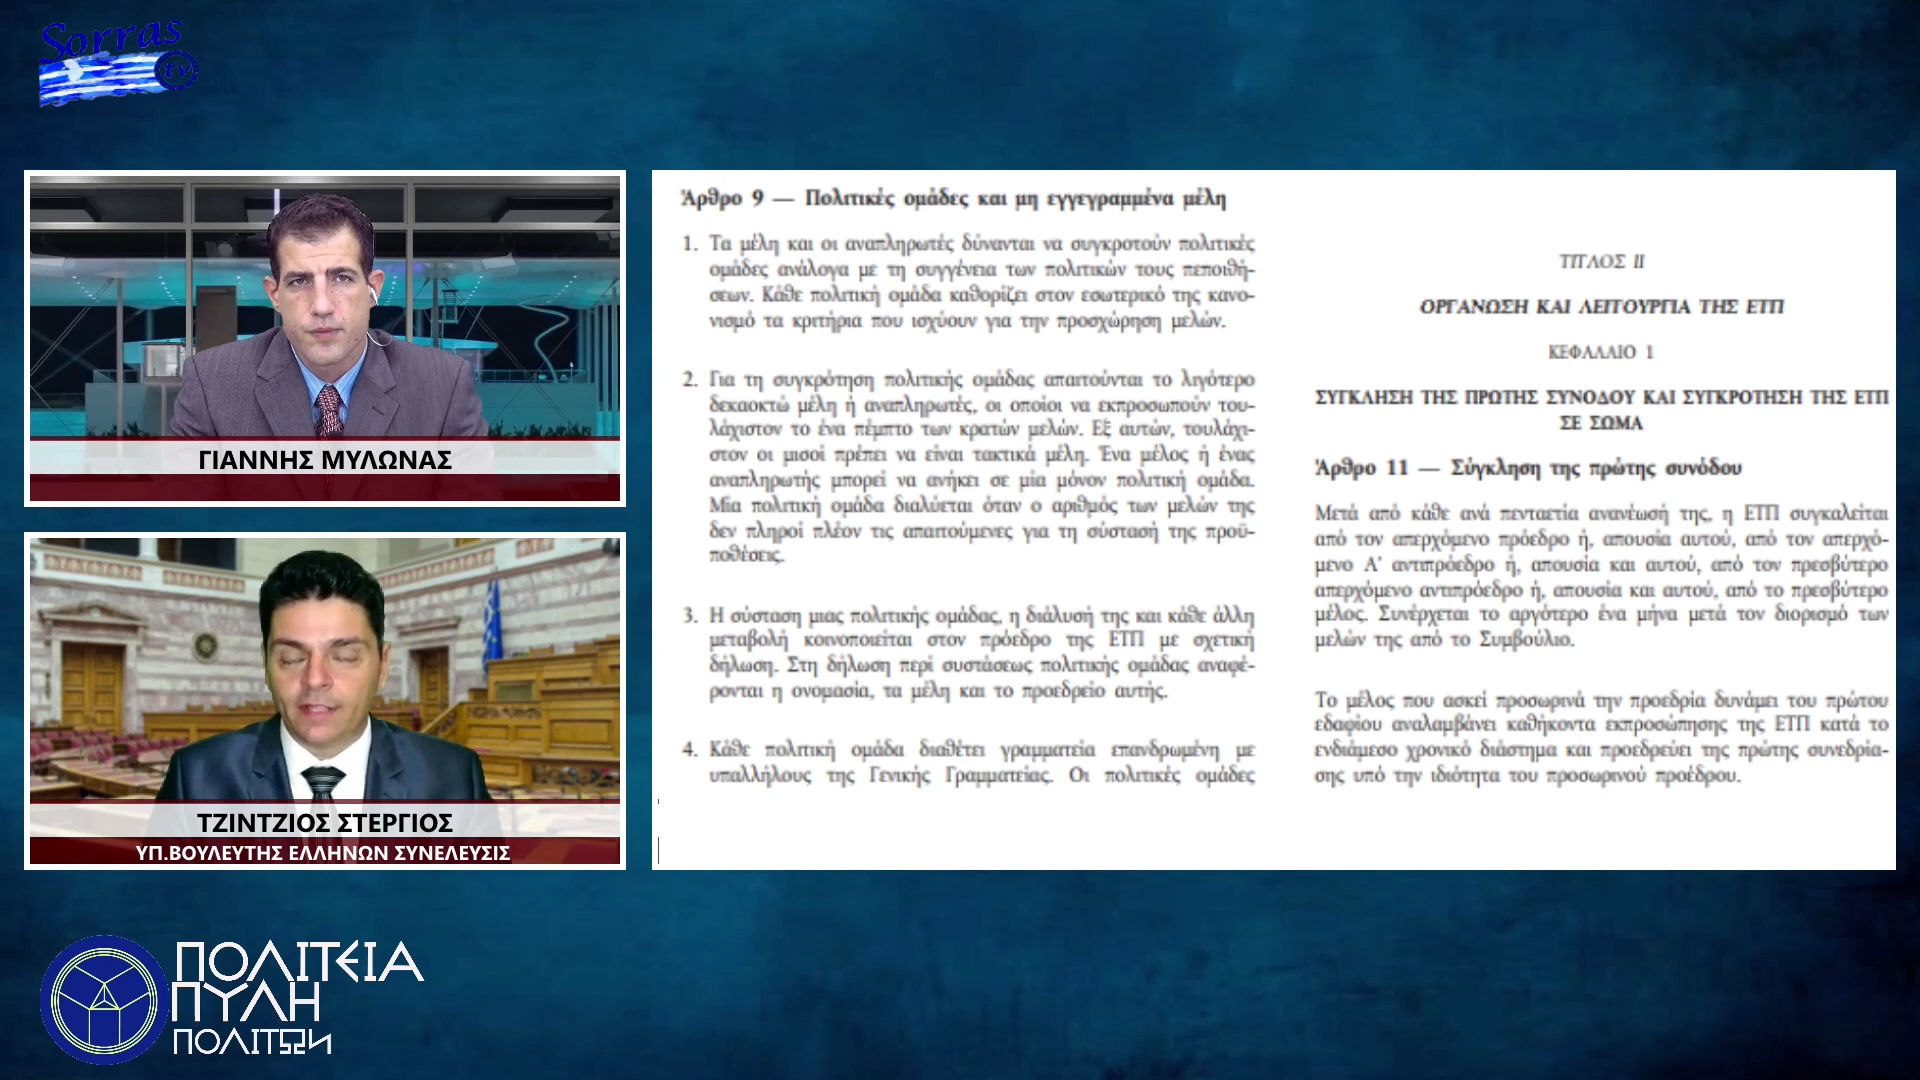 Sorras
tv
ΓΙΑΝΝΗΣ ΜΥΛΩΝΑΣ
ΤΖΙΝΤΖΙΟΣ ΣΤΕΡΓΙΟΣ
ΥΠ.ΒΟΥΛΕΥΤΗΣ ΕΛΛΗΝΩΝ ΣΥΝΕΛΕΥΣΙΣ
ΠΟΛΙΤΕΙΑ
ΠΥΛΗ
ΠΟΛΙΤΩΝ
Άρθρο 9 — Πολιτικές ομάδες και μη εγγεγραμμένα μέλη
1. Τα μέλη και οι αναπληρωτές δύνανται να συγκροτούν πολιτικές
ομάδες ανάλογα με τη συγγένεια των πολιτικών τους πεποιθή-
σεων. Κάθε πολιτική ομάδα καθορίζει στον εσωτερικό της κανο-
νισμό τα κριτήρια που ισχύουν για την προσχώρηση μελών.
2. Για τη συγκρότηση πολιτικής ομάδας απαιτούνται το λιγότερο
δεκαοκτώ μέλη ή αναπληρωτές, οι οποίοι να εκπροσωπούν του-
λάχιστον το ένα πέμπτο των κρατών μελών. Εξ αυτών, τουλάχι-
στον οι μισοί πρέπει να είναι τακτικά μέλη. Ένα μέλος ή ένας
αναπληρωτής μπορεί να ανήκει σε μία μόνον πολιτική ομάδα.
Μία πολιτική ομάδα διαλύεται όταν ο αριθμός των μελών της
δεν πληροί πλέον τις απαιτούμενες για τη σύστασή της προϋ-
ποθέσεις.
3. Η σύσταση μιας πολιτικής ομάδας, η διάλυσή της και κάθε άλλη
μεταβολή κοινοποιείται στον πρόεδρο της ΕΤΠ με σχετική
δήλωση. Στη δήλωση περί συστάσεως πολιτικής ομάδας αναφέ-
ρονται η ονομασία, τα μέλη και το προεδρείο αυτής.
4. Κάθε πολιτική ομάδα διαθέτει γραμματεία επανδρωμένη με
υπαλλήλους της Γενικής Γραμματείας. Οι πολιτικές ομάδες
ΤΙΤΛΟΣ II
ΟΡΓΑΝΩΣΗ ΚΑΙ ΛΕΙΤΟΥΡΓΙΑ ΤΗΣ ΕΤΠ
ΚΕΦΑΛΑΙΟ 1
ΣΥΓΚΛΗΣΗ ΤΗΣ ΠΡΩΤΗΣ ΣΥΝΟΔΟΥ ΚΑΙ ΣΥΓΚΡΟΤΗΣΗ ΤΗΣ ΕΤΠ
ΣΕ ΣΩΜΑ
Άρθρο 11 — Σύγκληση της πρώτης συνόδου
Μετά από κάθε ανά πενταετία ανανέωσή της, η ΕΤΠ συγκαλείται
από τον απερχόμενο πρόεδρο ή, απουσία αυτού, από τον απερχό-
μενο Α' αντιπρόεδρο ή, απουσία και αυτού, από τον πρεσβύτερο
απερχόμενο αντιπρόεδρο ή, απουσία και αυτού, από το πρεσβύτερο
μέλος. Συνέρχεται το αργότερο ένα μήνα μετά τον διορισμό των
μελών της από το Συμβούλιο.
Το μέλος που ασκεί προσωρινά την προεδρία δυνάμει του πρώτου
εδαφίου αναλαμβάνει καθήκοντα εκπροσώπησης της ΕΤΠ κατά το
ενδιάμεσο χρονικό διάστημα και προεδρεύει της πρώτης συνεδρία-
σης υπό την ιδιότητα του προσωρινού προέδρου.